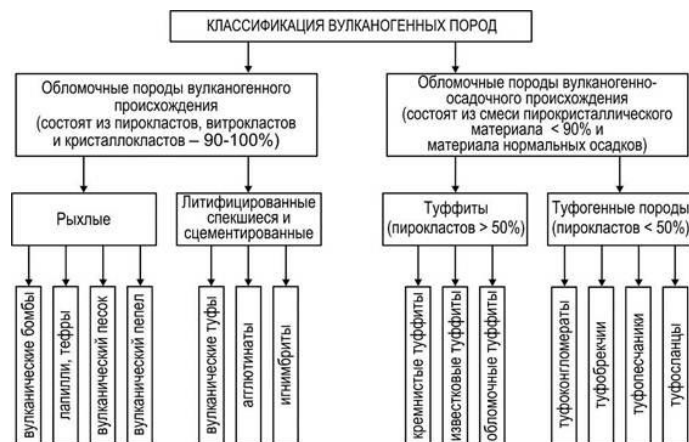 КЛАССИФИКАЦИЯ ВУЛКАНОГЕННЫХ ПОРОД
Обломочные породы вулканогенного
происхождения
(состоят из пирокластов, витрокластов
и кристаллокластов – 90-100%)
Обломочные породы вулканогенно-
осадочного происхождения
(состоят из смеси пирокристаллического
материала < 90% и
материала нормальных осадков)
Рыхлые
Литифицированные
спекшиеся и
сцементированные
Туффиты
(пирокластов > 50%)
Туфогенные породы
(пирокластов < 50%)
вулканические бомбы
лапилли, тефры
вулканический песок
вулканический пепел
вулканические туфы
агглютинаты
игнимбриты
кремнистые туффиты
известковые туффиты
обломочные туффиты
туфоконгломераты
туфобрекчии
туфопесчаники
туфосланцы